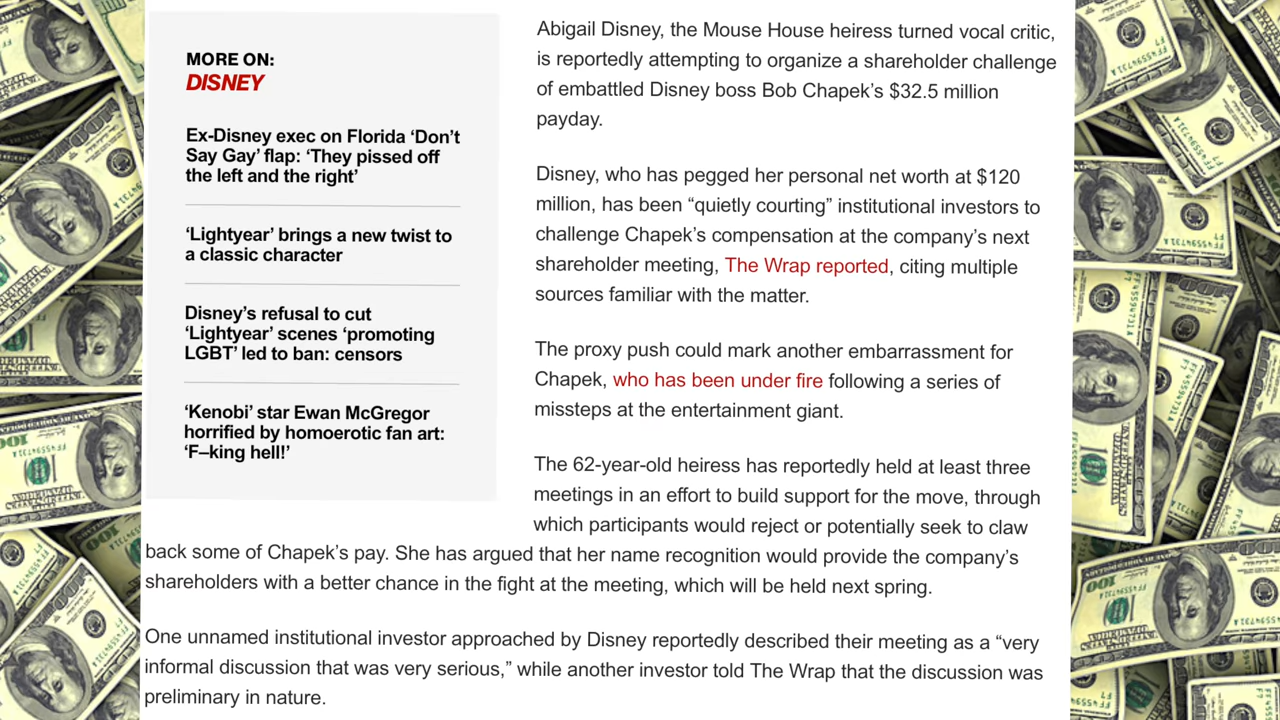 MORE ON:
DISNEY
Ex-Disney exec on Florida ‘Don’t
Say Gay’ flap: ‘They pissed off
the left and the right’
‘Lightyear’ brings a new twist to
a classic character
Disney’s refusal to cut
‘Lightyear’ scenes ‘promoting
LGBT’ led to ban: censors
‘Kenobi’ star Ewan McGregor
horrified by homoerotic fan art:
‘F–king hell!’
Abigail Disney, the Mouse House heiress turned vocal critic,
is reportedly attempting to organize a shareholder challenge
of embattled Disney boss Bob Chapek’s $32.5 million
payday.
Disney, who has pegged her personal net worth at $120
million, has been “quietly courting” institutional investors to
challenge Chapek’s compensation at the company’s next
shareholder meeting, The Wrap reported, citing multiple
sources familiar with the matter.
The proxy push could mark another embarrassment for
Chapek, who has been under fire following a series of
missteps at the entertainment giant.
The 62-year-old heiress has reportedly held at least three
meetings in an effort to build support for the move, through
which participants would reject or potentially seek to claw
back some of Chapek’s pay. She has argued that her name recognition would provide the company’s
shareholders with a better chance in the fight at the meeting, which will be held next spring.
One unnamed institutional investor approached by Disney reportedly described their meeting as a “very
informal discussion that was very serious,” while another investor told The Wrap that the discussion was
preliminary in nature.